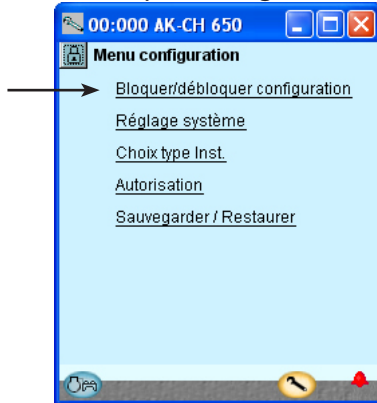 00:000 AK-CH 650
Menu configuration
Bloquer/débloquer configuration
Réglage système
Choix type Inst.
Autorisation
Sauvegarder / Restaurer